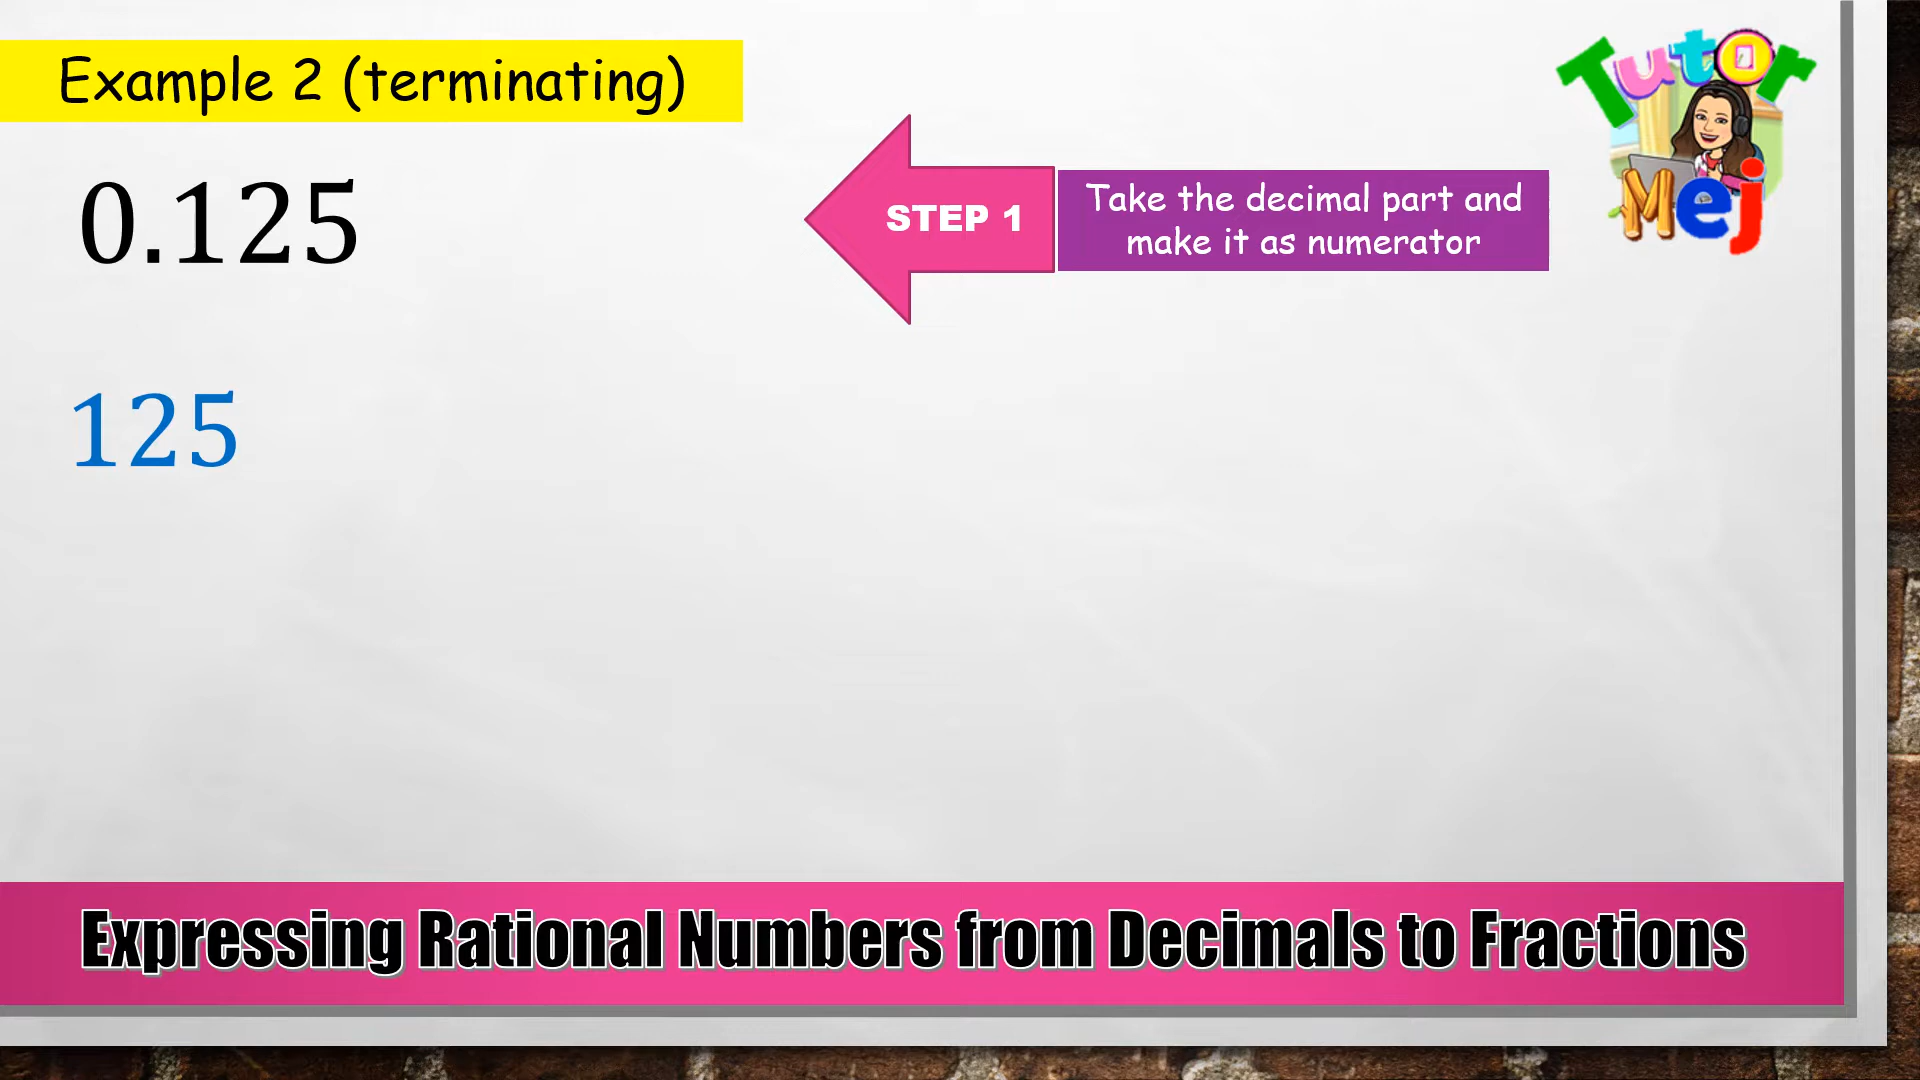 Example 2 (terminating)
Tutor
Mej
0.125
STEP 1
Take the decimal part and
make it as numerator
125
Expressing Rational Numbers from Decimals to Fractions